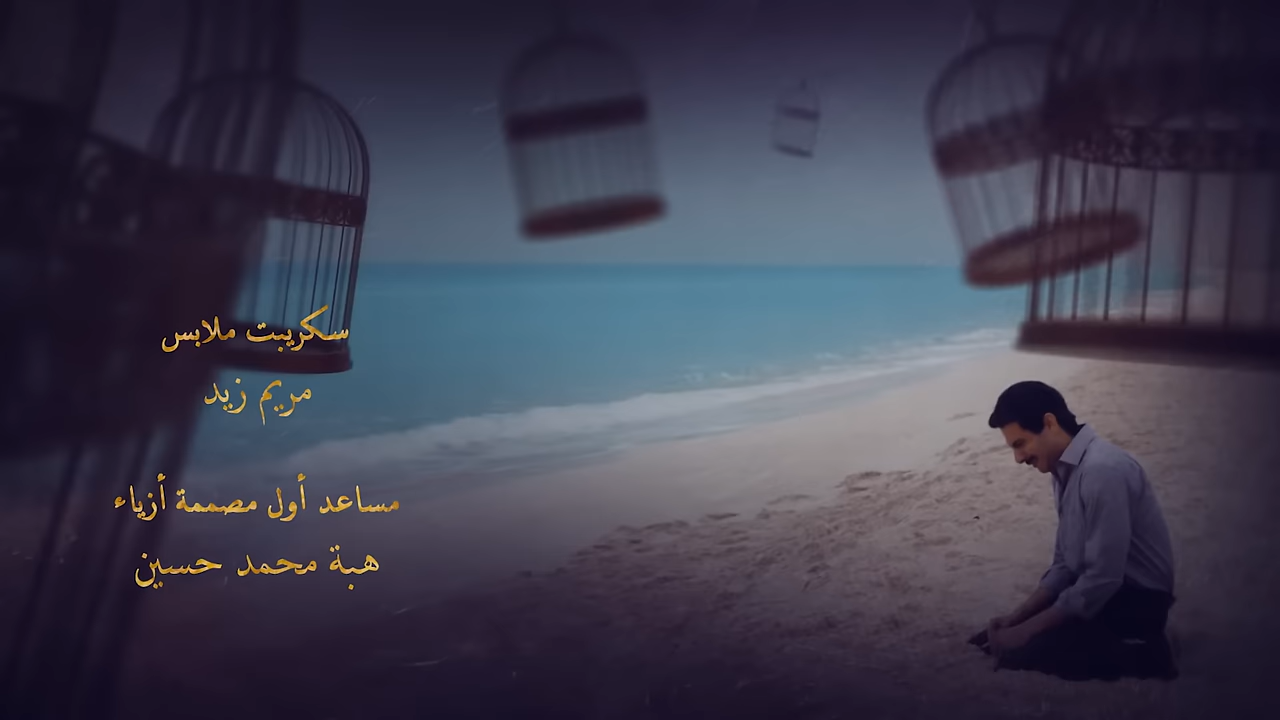 سكريبت ملابس
مريم زيد
مساعد أول مصممة أزياء
هبة محمد حسين